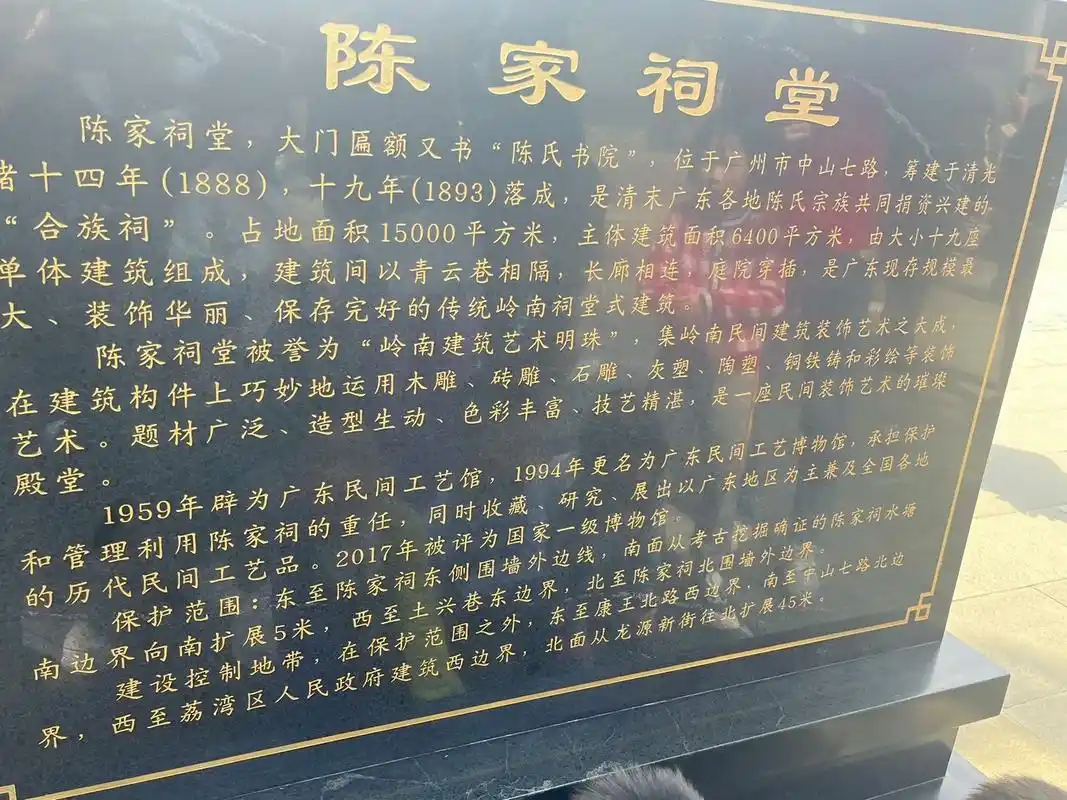 陈家祠堂
陈家祠堂，大门匾额又书“陈氏书院”，位于广州市中山七路，筹建于清光
绪十四年(1888)，十九年(1893)落成，是清末广东各地陈氏宗族共同捐资兴建的
“合族祠”。占地面积15000平方米，主体建筑面积6400平方米，由大小十九座
单体建筑组成，建筑间以青云巷相隔，长廊相连，庭院穿插，是广东现存规模最
大、装饰华丽、保存完好的传统岭南祠堂式建筑。
陈家祠堂被誉为“岭南建筑艺术明珠”，集岭南民间建筑装饰艺术之大成，
在建筑构件上巧妙地运用木雕、砖雕、石雕、灰塑、陶塑、铜铁铸和彩绘等装饰
艺术。题材广泛、造型生动、色彩丰富、技艺精湛，是一座民间装饰艺术的璀璨
殿堂。
1959年辟为广东民间工艺馆，1994年更名为广东民间工艺博物馆，承担保护
和管理利用陈家祠的重任，同时收藏、研究、展出以广东地区为主兼及全国各地
的历代民间工艺品。2017年被评为国家一级博物馆。
保护范围：东至陈家祠东侧围墙外边线，南面从考古挖掘确证的陈家祠水塘
南边界向南扩展5米，西至土兴巷东边界，北至陈家祠北围墙外边界。
建设控制地带，在保护范围之外，东至康王北路西边界，南至中山七路北边
界，西至荔湾区人民政府建筑西边界，北面从龙源新街往北扩展45米。